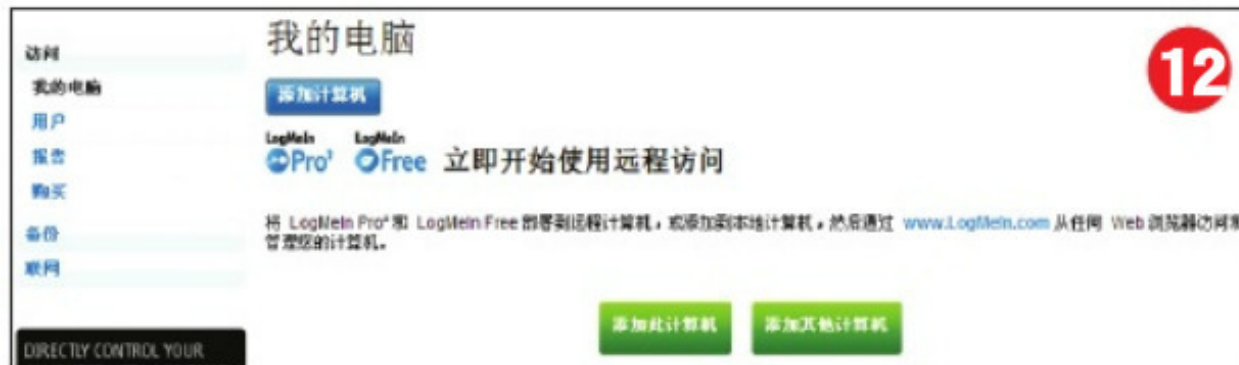 访问
我的电脑
用户
报告
购买
备份
联网
DIRECTLY CONTROL YOUR
我的电脑
12
添加计算机
LogMeIn LogMeIn
Pro² Free 立即开始使用远程访问
将 LogMeIn Pro² 和 LogMeIn Free 部署到远程计算机，或添加到本地计算机，然后通过 www.LogMeIn.com 从任何 Web 浏览器访问
管理您的计算机。
添加此计算机 添加其他计算机